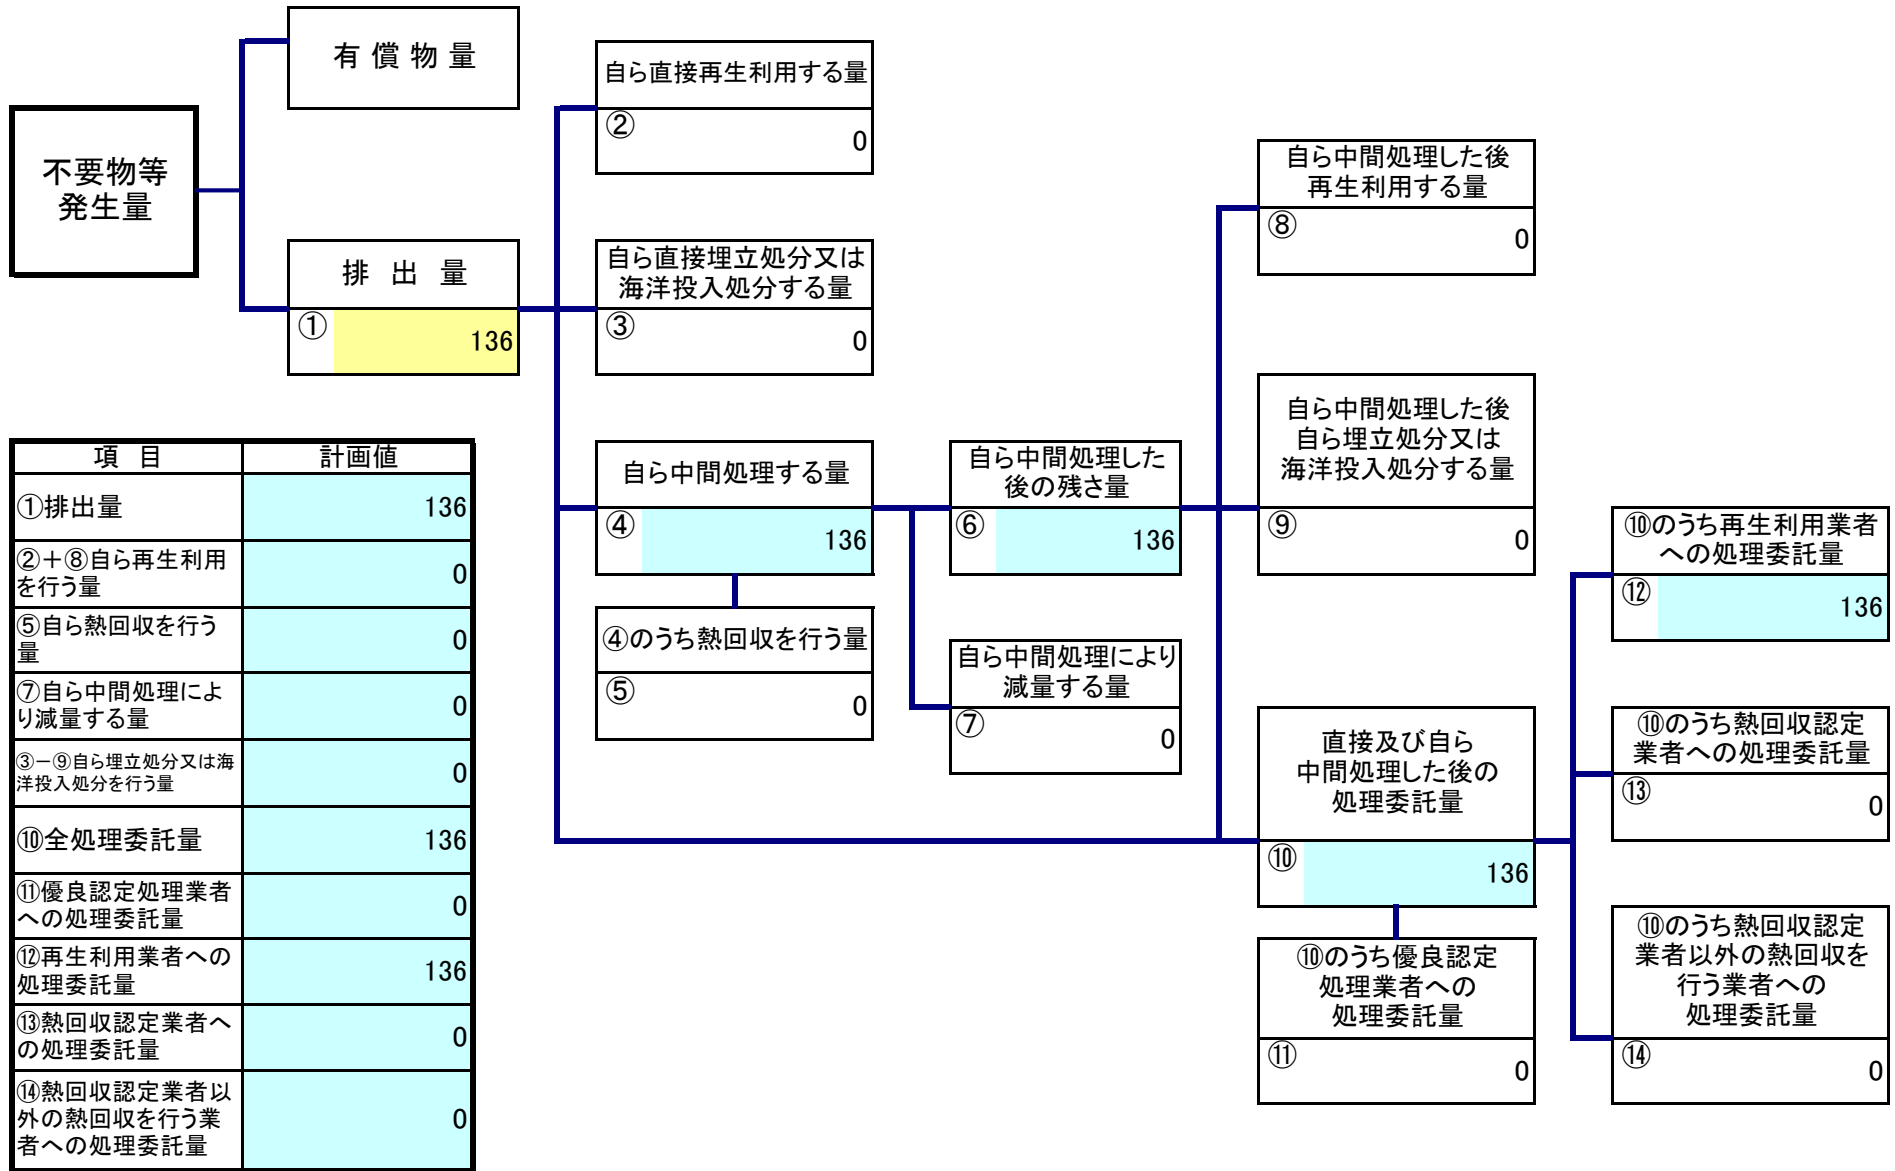 有 償 物 量
不要物等
発生量
排 出 量
①
136
自ら直接再生利用する量
②
0
自ら直接埋立処分又は
海洋投入処分する量
③
0
自ら中間処理する量
④
136
④のうち熱回収を行う量
⑤
0
自ら中間処理した
後の残さ量
⑥
136
自ら中間処理により
減量する量
⑦
0
自ら中間処理した後
再生利用する量
⑧
0
自ら中間処理した後
自ら埋立処分又は
海洋投入処分する量
⑨
0
直接及び自ら
中間処理した後の
処理委託量
⑩
136
⑩のうち優良認定
処理業者への
処理委託量
⑪
0
⑩のうち再生利用業者
への処理委託量
⑫
136
⑩のうち熱回収認定
業者への処理委託量
⑬
0
⑩のうち熱回収認定
業者以外の熱回収を
行う業者への
処理委託量
⑭
0
項 目 計画値
①排出量 136
②＋⑧自ら再生利用
を行う量 0
⑤自ら熱回収を行う
量 0
⑦自ら中間処理によ
り減量する量 0
③－⑨自ら埋立処分又は海
洋投入処分を行う量 0
⑩全処理委託量 136
⑪優良認定処理業者
への処理委託量 0
⑫再生利用業者への
処理委託量 136
⑬熱回収認定業者へ
の処理委託量 0
⑭熱回収認定業者以
外の熱回収を行う業
者への処理委託量 0